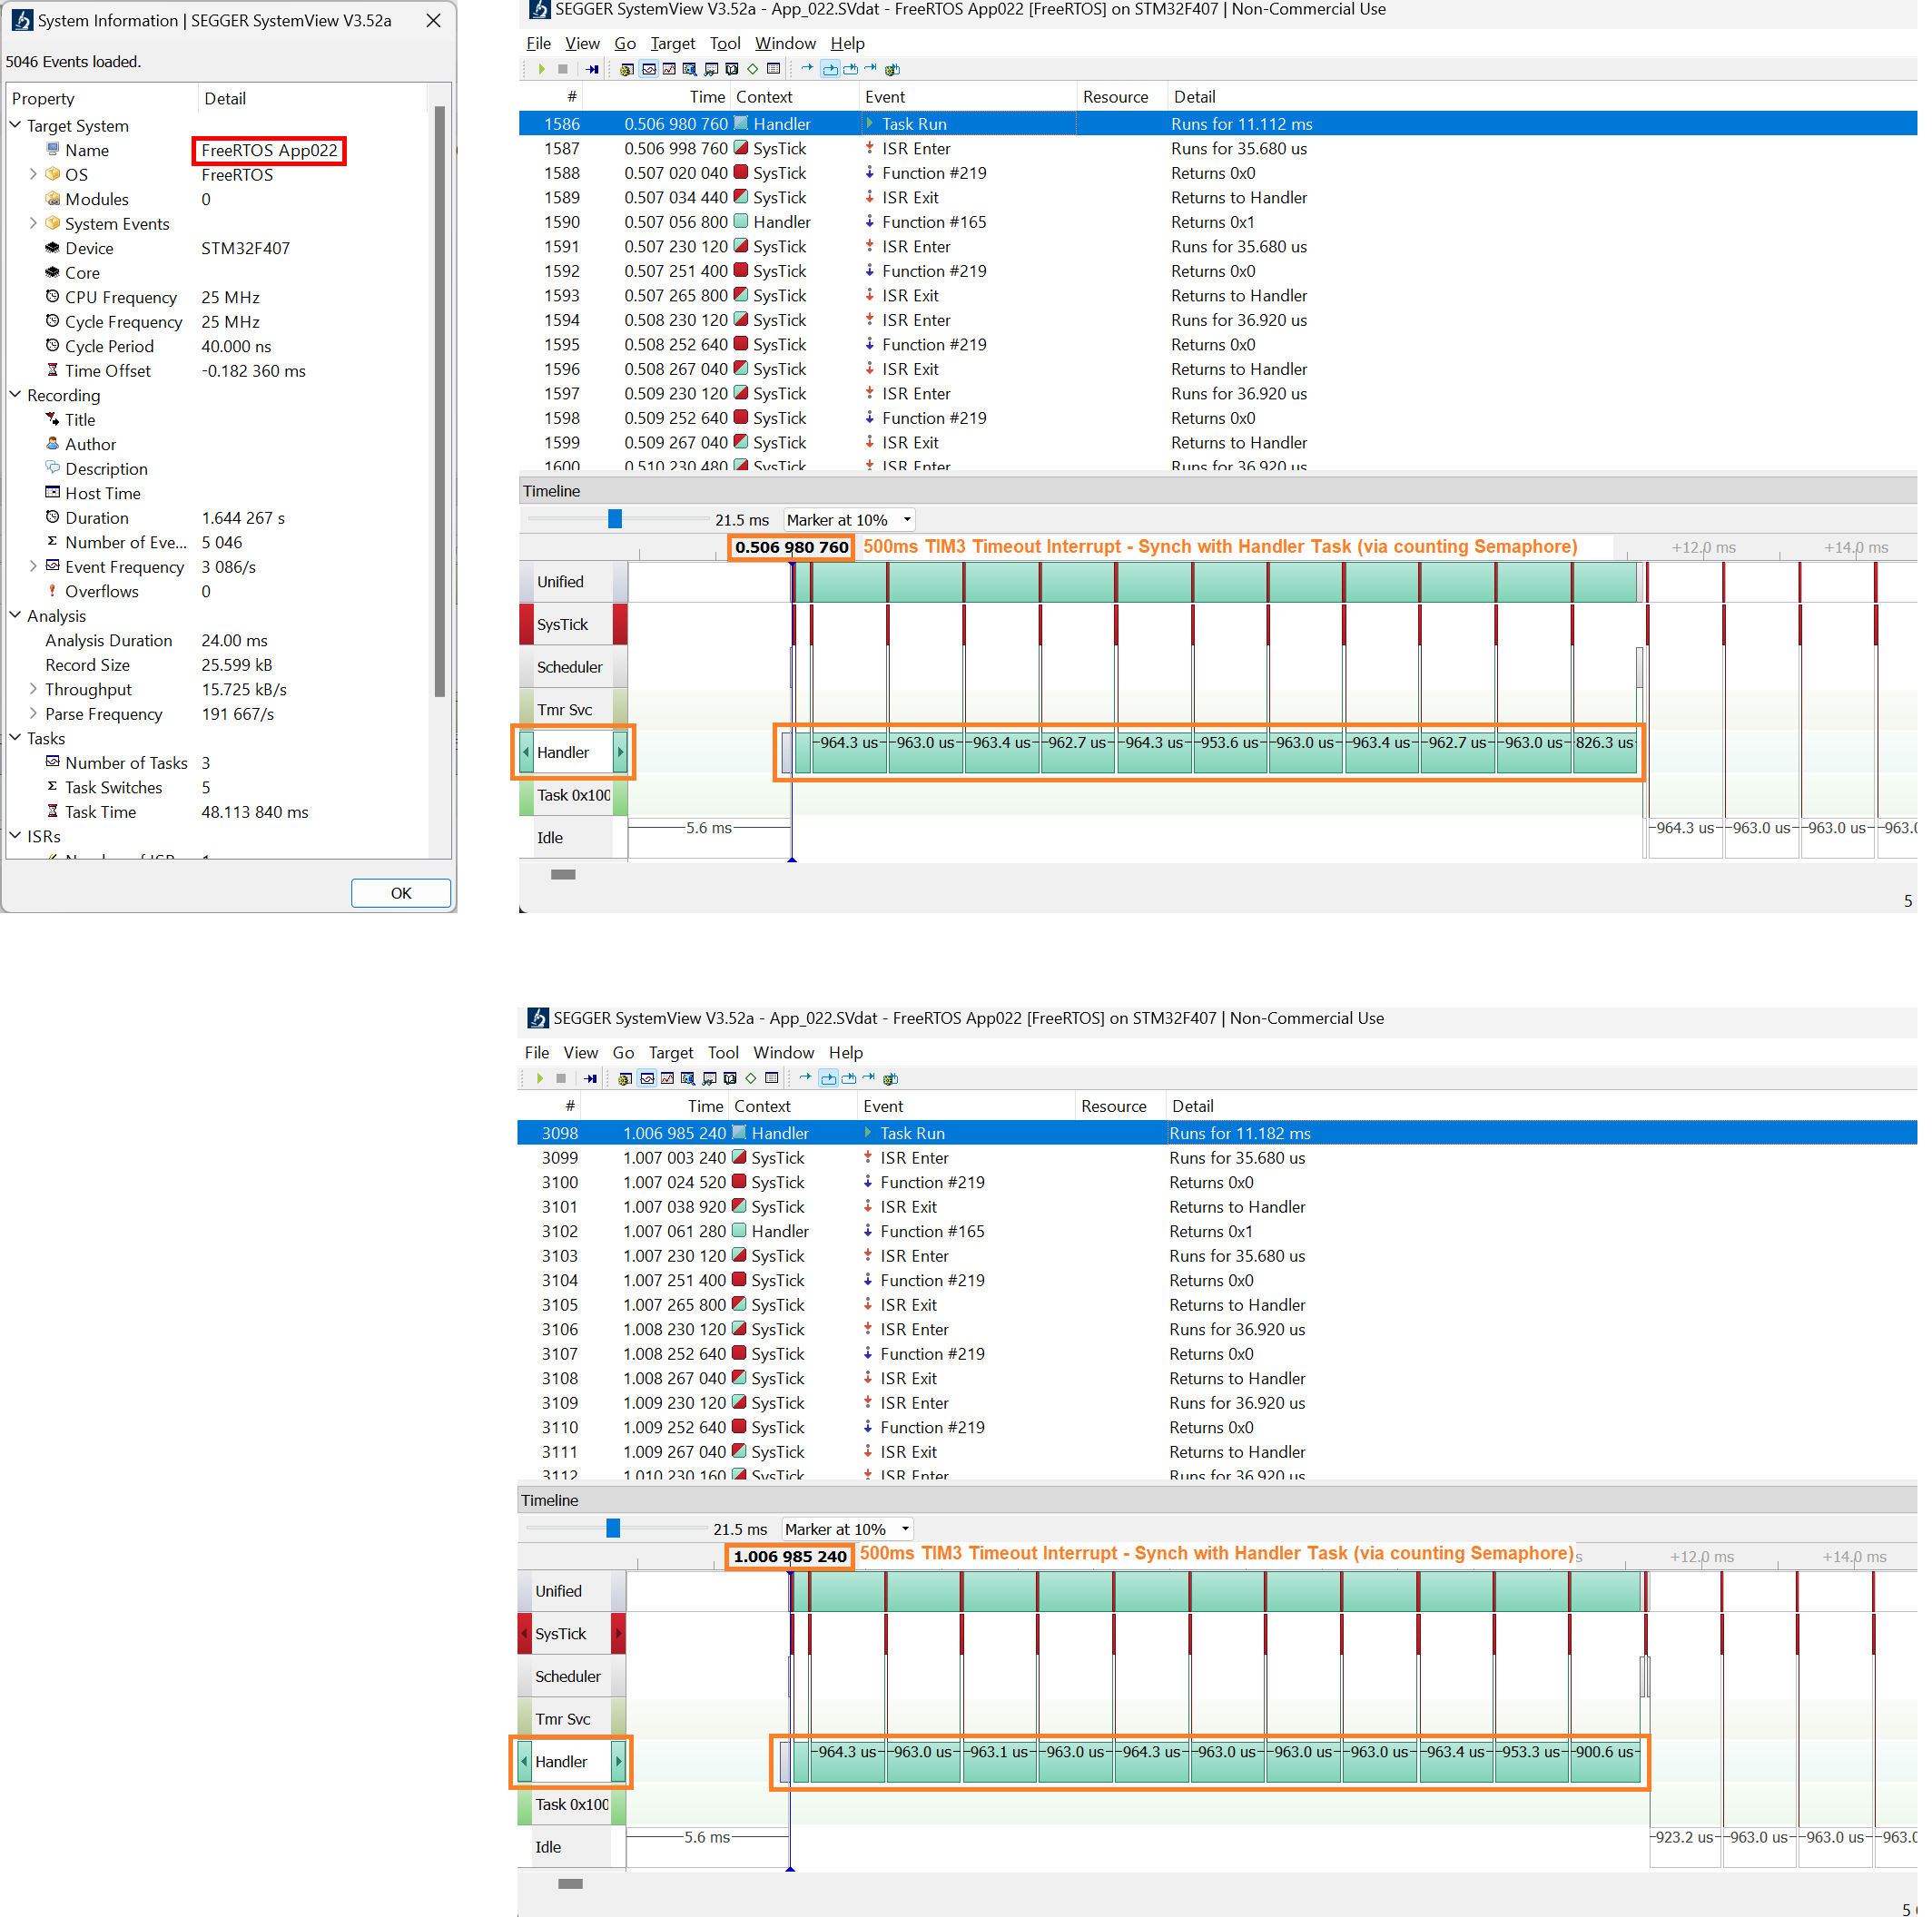 System Information | SEGGER SystemView V3.52a
5046 Events loaded.
Property Detail
Target System
Name FreeRTOS App022
OS FreeRTOS
Modules 0
System Events
Device STM32F407
Core
CPU Frequency 25 MHz
Cycle Frequency 25 MHz
Cycle Period 40.000 ns
Time Offset -0.182 360 ms
Recording
Title
Author
Description
Host Time
Duration 1.644 267 s
Number of Eve... 5 046
Event Frequency 3 086/s
Overflows 0
Analysis
Analysis Duration 24.00 ms
Record Size 25.599 kB
Throughput 15.725 kB/s
Parse Frequency 191 667/s
Tasks
Number of Tasks 3
Task Switches 5
Task Time 48.113 840 ms
ISRs
OK
SEGGER SystemView V3.52a - App_022.SVdat - FreeRTOS App022 [FreeRTOS] on STM32F407 | Non-Commercial Use
File View Go Target Tool Window Help
# Time Context Event Resource Detail
1586 0.506 980 760 Handler Task Run Runs for 11.112 ms
1587 0.506 998 760 SysTick ISR Enter Runs for 35.680 us
1588 0.507 020 040 SysTick Function #219 Returns 0x0
1589 0.507 034 440 SysTick ISR Exit Returns to Handler
1590 0.507 056 800 Handler Function #165 Returns 0x1
1591 0.507 230 120 SysTick ISR Enter Runs for 35.680 us
1592 0.507 251 400 SysTick Function #219 Returns 0x0
1593 0.507 265 800 SysTick ISR Exit Returns to Handler
1594 0.508 230 120 SysTick ISR Enter Runs for 36.920 us
1595 0.508 252 640 SysTick Function #219 Returns 0x0
1596 0.508 267 040 SysTick ISR Exit Returns to Handler
1597 0.509 230 120 SysTick ISR Enter Runs for 36.920 us
1598 0.509 252 640 SysTick Function #219 Returns 0x0
1599 0.509 267 040 SysTick ISR Exit Returns to Handler
1600 0.510 230 480 SysTick ISR Enter Runs for 36.920 us
Timeline
21.5 ms Marker at 10%
0.506 980 760 500ms TIM3 Timeout Interrupt - Synch with Handler Task (via counting Semaphore) +12.0 ms +14.0 ms
Unified
SysTick
Scheduler
Tmr Svc
Handler 964.3 us 963.0 us 963.4 us 962.7 us 964.3 us 953.6 us 963.0 us 963.4 us 962.7 us 963.0 us 826.3 us
Task 0x100
Idle 5.6 ms 964.3 us 963.0 us 963.0 us 963.0
5
SEGGER SystemView V3.52a - App_022.SVdat - FreeRTOS App022 [FreeRTOS] on STM32F407 | Non-Commercial Use
File View Go Target Tool Window Help
# Time Context Event Resource Detail
3098 1.006 985 240 Handler Task Run Runs for 11.182 ms
3099 1.007 003 240 SysTick ISR Enter Runs for 35.680 us
3100 1.007 024 520 SysTick Function #219 Returns 0x0
3101 1.007 038 920 SysTick ISR Exit Returns to Handler
3102 1.007 061 280 Handler Function #165 Returns 0x1
3103 1.007 230 120 SysTick ISR Enter Runs for 35.680 us
3104 1.007 251 400 SysTick Function #219 Returns 0x0
3105 1.007 265 800 SysTick ISR Exit Returns to Handler
3106 1.008 230 120 SysTick ISR Enter Runs for 36.920 us
3107 1.008 252 640 SysTick Function #219 Returns 0x0
3108 1.008 267 040 SysTick ISR Exit Returns to Handler
3109 1.009 230 120 SysTick ISR Enter Runs for 36.920 us
3110 1.009 252 640 SysTick Function #219 Returns 0x0
3111 1.009 267 040 SysTick ISR Exit Returns to Handler
3112 1.010 230 160 SysTick ISR Enter Runs for 36.920 us
Timeline
21.5 ms Marker at 10%
1.006 985 240 500ms TIM3 Timeout Interrupt - Synch with Handler Task (via counting Semaphore) s +12.0 ms +14.0 ms
Unified
SysTick
Scheduler
Tmr Svc
Handler 964.3 us 963.0 us 963.1 us 963.0 us 964.3 us 963.0 us 963.0 us 963.0 us 963.4 us 953.3 us 900.6 us
Task 0x100
Idle 5.6 ms 923.2 us 963.0 us 963.0 us 963.0
5